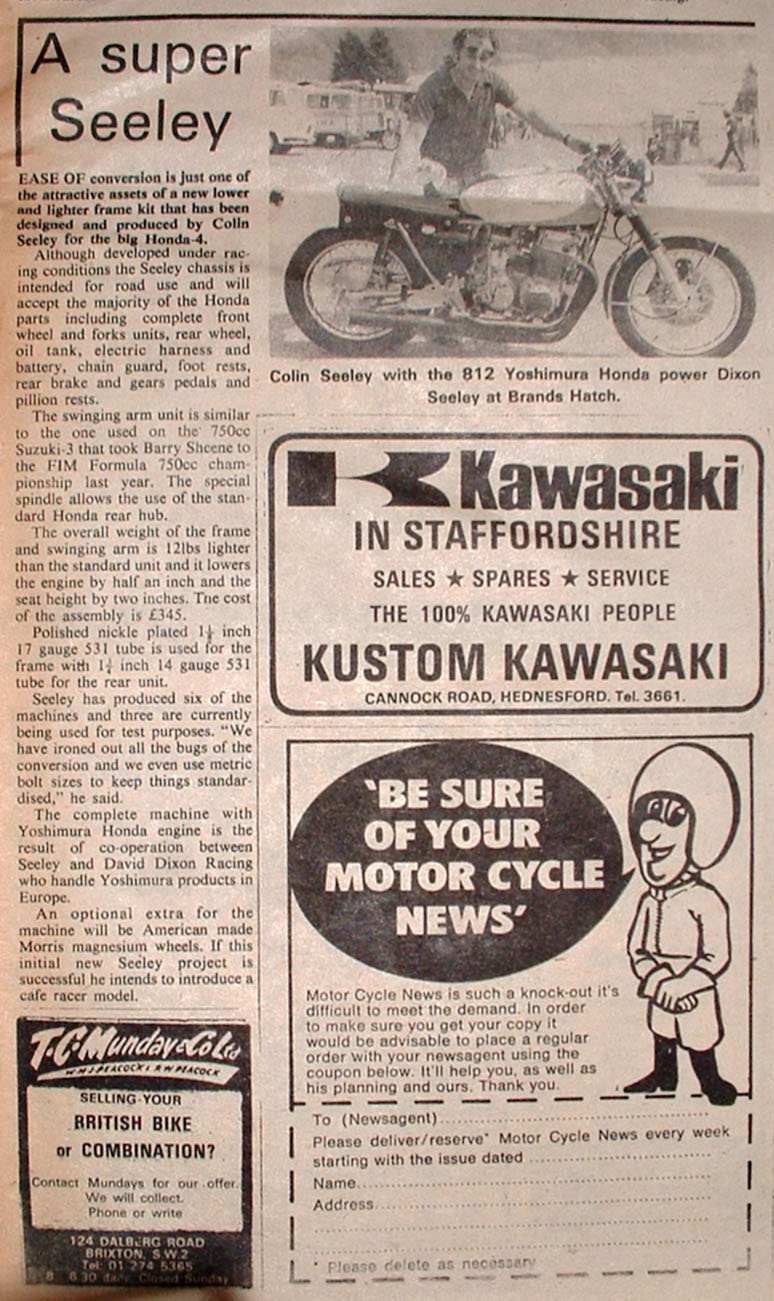 A super
Seeley
EASE OF conversion is just one of
the attractive assets of a new lower
and lighter frame kit that has been
designed and produced by Colin
Seeley for the big Honda-4.
Although developed under rac-
ing conditions the Seeley chassis is
intended for road use and will
accept the majority of the Honda
parts including complete front
wheel and forks units, rear wheel,
oil tank, electric harness and
battery, chain guard, foot rests,
rear brake and gears pedals and
pillion rests.
The swinging arm unit is similar
to the one used on the 750cc
Suzuki-3 that took Barry Sheene to
the FIM Formula 750cc cham-
pionship last year. The special
spindle allows the use of the stan-
dard Honda rear hub.
The overall weight of the frame
and swinging arm is 12lbs lighter
than the standard unit and it lowers
the engine by half an inch and the
seat height by two inches. The cost
of the assembly is £345.
Polished nickle plated 1¼ inch
17 gauge 531 tube is used for the
frame with 1¼ inch 14 gauge 531
tube for the rear unit.
Seeley has produced six of the
machines and three are currently
being used for test purposes. "We
have ironed out all the bugs of the
conversion and we even use metric
bolt sizes to keep things standar-
dised," he said.
The complete machine with
Yoshimura Honda engine is the
result of co-operation between
Seeley and David Dixon Racing
who handle Yoshimura products in
Europe.
An optional extra for the
machine will be American made
Morris magnesium wheels. If this
initial new Seeley project is
successful he intends to introduce a
cafe racer model.
T.C. Munday & Co Ltd
W.H.J. PEACOCK & R.W. PEACOCK
SELLING YOUR
BRITISH BIKE
or COMBINATION?
Contact Mundays for our offer.
We will collect.
Phone or write
124 DALBERG ROAD
BRIXTON, S.W.2
Tel: 01 274 5365
8 8.30 daily Closed Sunday
Colin Seeley with the 812 Yoshimura Honda power Dixon
Seeley at Brands Hatch.
Kawasaki
IN STAFFORDSHIRE
SALES ★ SPARES ★ SERVICE
THE 100% KAWASAKI PEOPLE
KUSTOM KAWASAKI
CANNOCK ROAD, HEDNESFORD. Tel. 3661.
'BE SURE
OF YOUR
MOTOR CYCLE
NEWS'
Motor Cycle News is such a knock-out it's
difficult to meet the demand. In order
to make sure you get your copy it
would be advisable to place a regular
order with your newsagent using the
coupon below. It'll help you, as well as
his planning and ours. Thank you.
To (Newsagent)
Please deliver/reserve* Motor Cycle News every week
starting with the issue dated
Name
Address
* Please delete as necessary